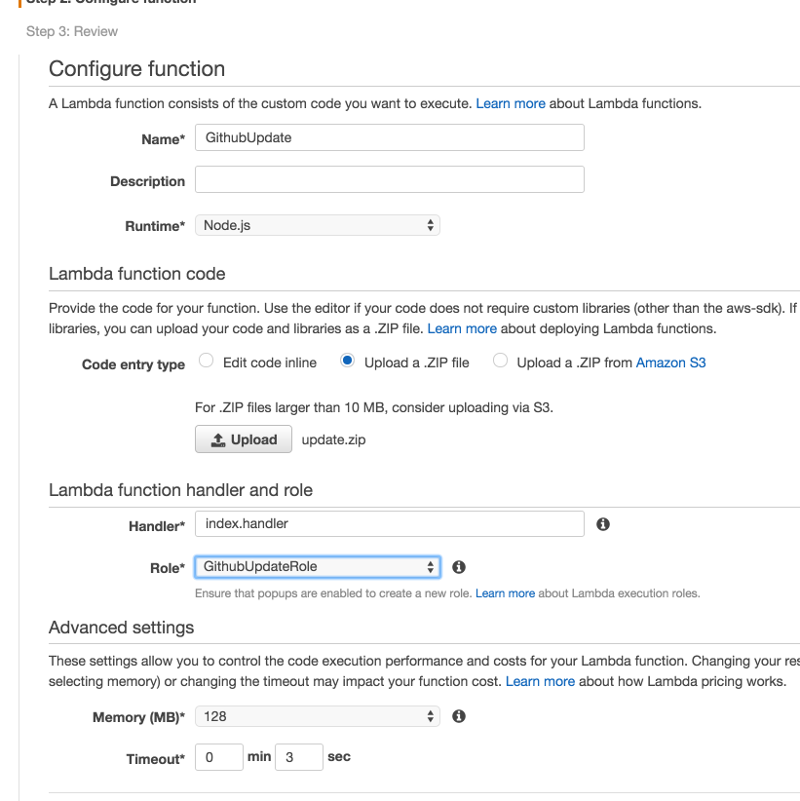 Step 2: Configure function
Step 3: Review
Configure function
A Lambda function consists of the custom code you want to execute. Learn more about Lambda functions.
Name* GithubUpdate
Description
Runtime* Node.js
Lambda function code
Provide the code for your function. Use the editor if your code does not require custom libraries (other than the aws-sdk). If
libraries, you can upload your code and libraries as a .ZIP file. Learn more about deploying Lambda functions.
Code entry type Edit code inline Upload a .ZIP file Upload a .ZIP from Amazon S3
For .ZIP files larger than 10 MB, consider uploading via S3.
Upload update.zip
Lambda function handler and role
Handler* index.handler
Role* GithubUpdateRole
Ensure that popups are enabled to create a new role. Learn more about Lambda execution roles.
Advanced settings
These settings allow you to control the code execution performance and costs for your Lambda function. Changing your res
selecting memory) or changing the timeout may impact your function cost. Learn more about how Lambda pricing works.
Memory (MB)* 128
Timeout* 0 min 3 sec